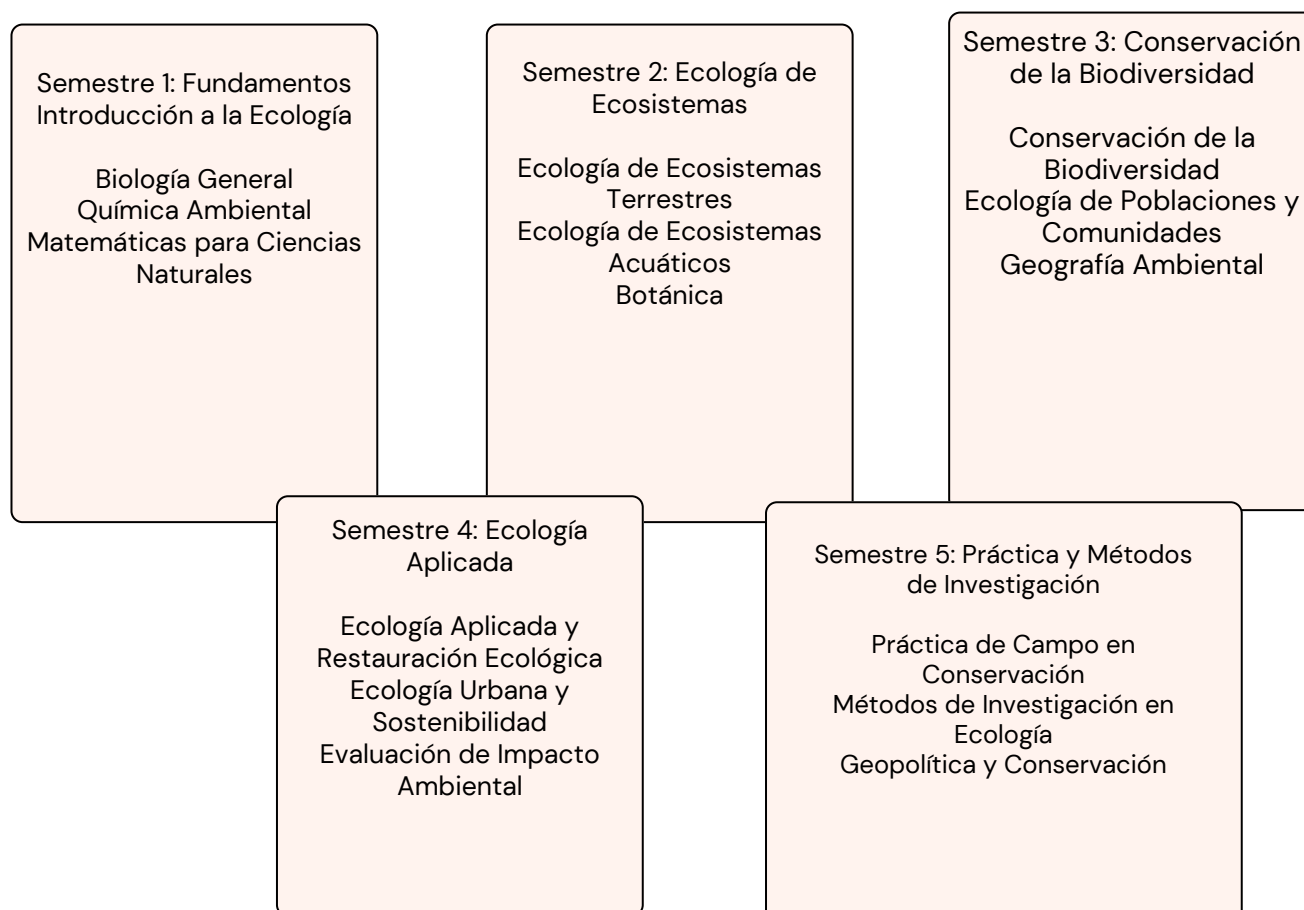 Semestre 1: Fundamentos
Introducción a la Ecología
Biología General
Química Ambiental
Matemáticas para Ciencias
Naturales
Semestre 2: Ecología de
Ecosistemas
Ecología de Ecosistemas
Terrestres
Ecología de Ecosistemas
Acuáticos
Botánica
Semestre 3: Conservación
de la Biodiversidad
Conservación de la
Biodiversidad
Ecología de Poblaciones y
Comunidades
Geografía Ambiental
Semestre 4: Ecología
Aplicada
Ecología Aplicada y
Restauración Ecológica
Ecología Urbana y
Sostenibilidad
Evaluación de Impacto
Ambiental
Semestre 5: Práctica y Métodos
de Investigación
Práctica de Campo en
Conservación
Métodos de Investigación en
Ecología
Geopolítica y Conservación